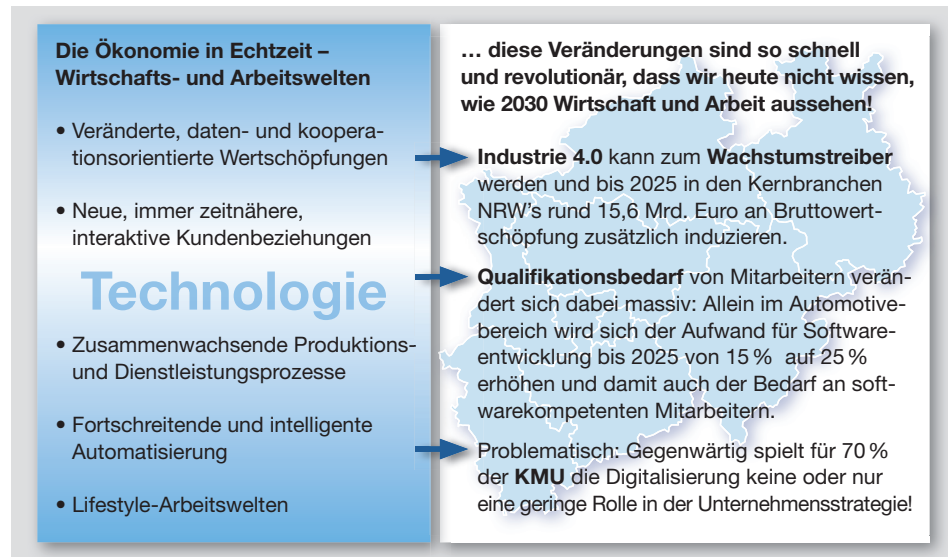 Die Ökonomie in Echtzeit –
Wirtschafts- und Arbeitswelten
• Veränderte, daten- und koopera-
tionsorientierte Wertschöpfungen
• Neue, immer zeitnähere,
interaktive Kundenbeziehungen
Technologie
• Zusammenwachsende Produktions-
und Dienstleistungsprozesse
• Fortschreitende und intelligente
Automatisierung
• Lifestyle-Arbeitswelten
… diese Veränderungen sind so schnell
und revolutionär, dass wir heute nicht wissen,
wie 2030 Wirtschaft und Arbeit aussehen!
Industrie 4.0 kann zum Wachstumstreiber
werden und bis 2025 in den Kernbranchen
NRW's rund 15,6 Mrd. Euro an Bruttowert-
schöpfung zusätzlich induzieren.
Qualifikationsbedarf von Mitarbeitern verän-
dert sich dabei massiv: Allein im Automotive-
bereich wird sich der Aufwand für Software-
entwicklung bis 2025 von 15 % auf 25 %
erhöhen und damit auch der Bedarf an soft-
warekompetenten Mitarbeitern.
Problematisch: Gegenwärtig spielt für 70 %
der KMU die Digitalisierung keine oder nur
eine geringe Rolle in der Unternehmensstrategie!